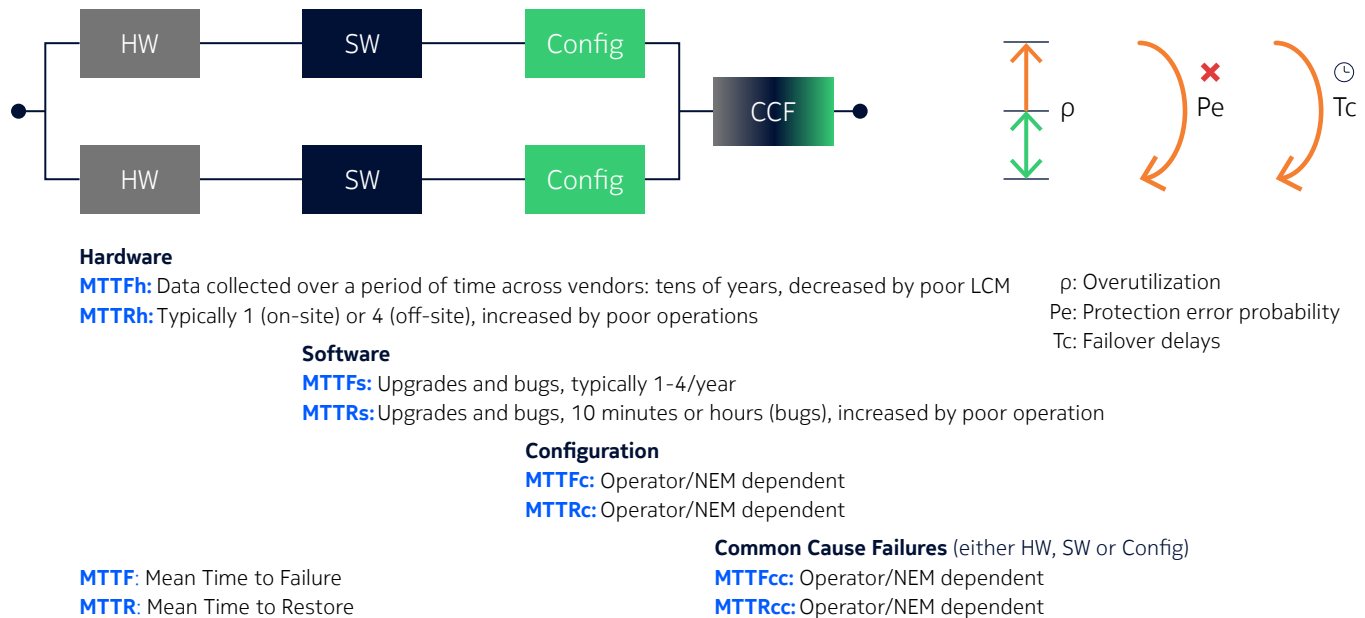 HW
SW
Config
CCF
HW
SW
Config
ρ
Pe
Tc
Hardware
MTTFh: Data collected over a period of time across vendors: tens of years, decreased by poor LCM
MTTRh: Typically 1 (on-site) or 4 (off-site), increased by poor operations
ρ: Overutilization
Pe: Protection error probability
Tc: Failover delays
Software
MTTFs: Upgrades and bugs, typically 1-4/year
MTTRs: Upgrades and bugs, 10 minutes or hours (bugs), increased by poor operation
Configuration
MTTFc: Operator/NEM dependent
MTTRc: Operator/NEM dependent
Common Cause Failures (either HW, SW or Config)
MTTFcc: Operator/NEM dependent
MTTRcc: Operator/NEM dependent
MTTF: Mean Time to Failure
MTTR: Mean Time to Restore